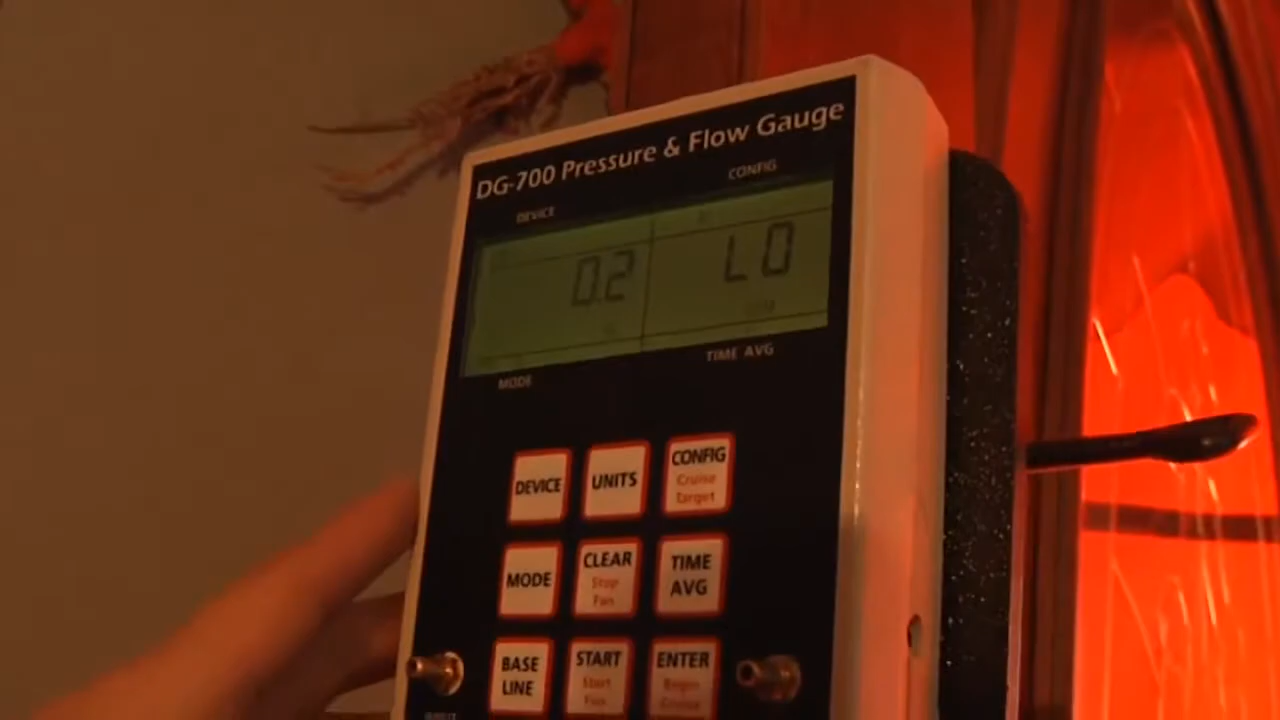 DG-700 Pressure & Flow Gauge
DEVICE
CONFIG
0.2
LO
MODE
TIME AVG
DEVICE
UNITS
CONFIG
Cruise
Target
MODE
CLEAR
Stop
Fan
TIME
AVG
BASE
LINE
START
Start
Fan
ENTER
Begin
Cruise